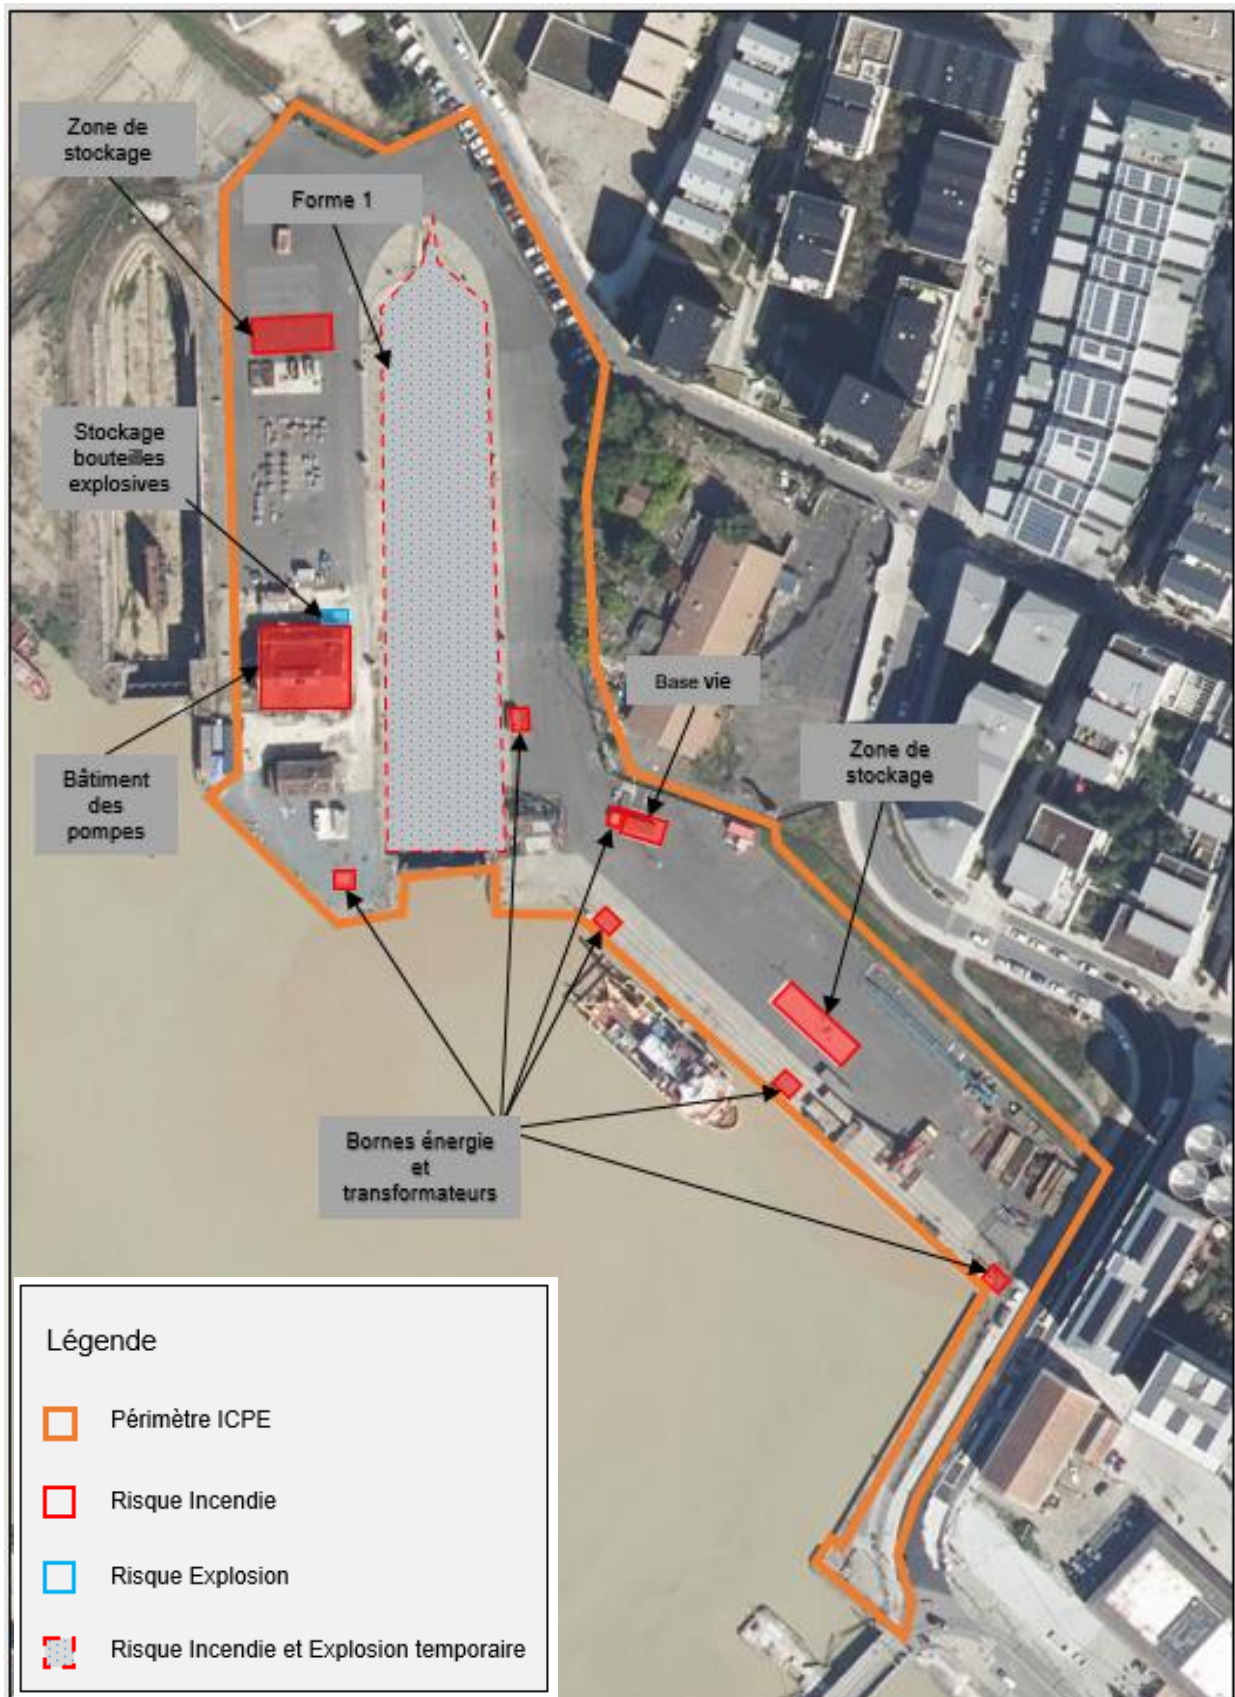 Zone de
stockage
Forme 1
Stockage
bouteilles
explosives
Base vie
Zone de
stockage
Bâtiment
des
pompes
Bornes énergie
et
transformateurs
Légende
Périmètre ICPE
Risque Incendie
Risque Explosion
Risque Incendie et Explosion temporaire